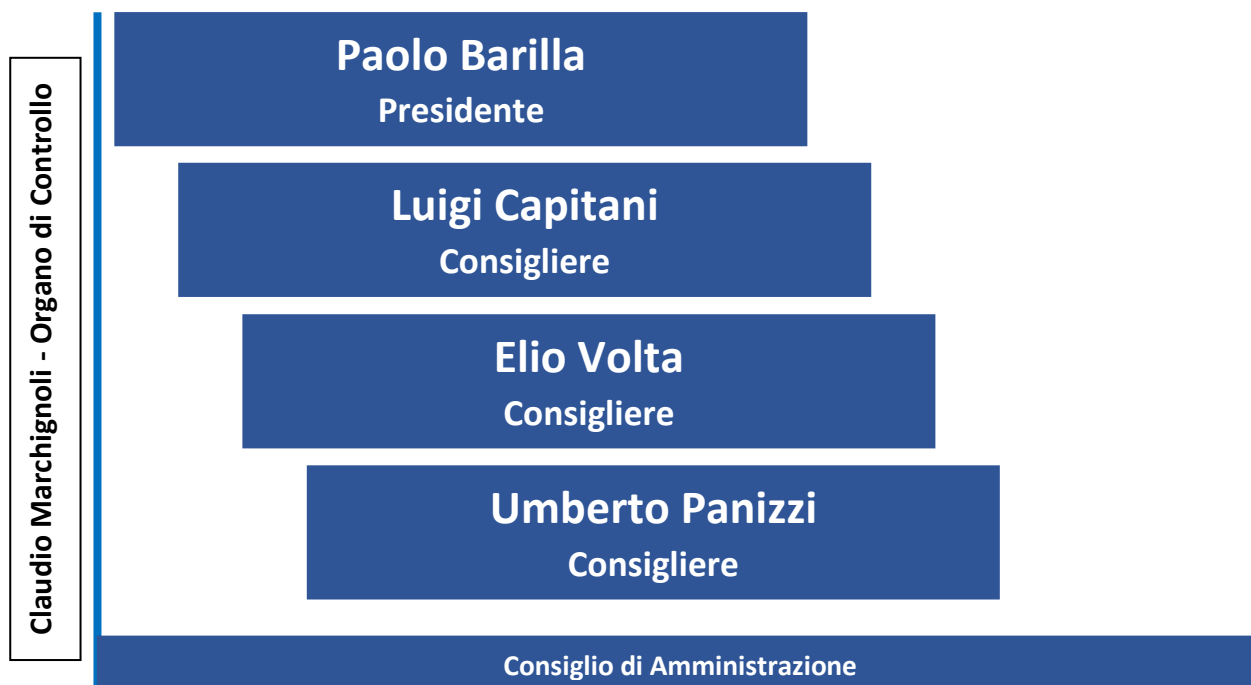 Claudio Marchignoli - Organo di Controllo
Paolo Barilla
Presidente
Luigi Capitani
Consigliere
Elio Volta
Consigliere
Umberto Panizzi
Consigliere
Consiglio di Amministrazione